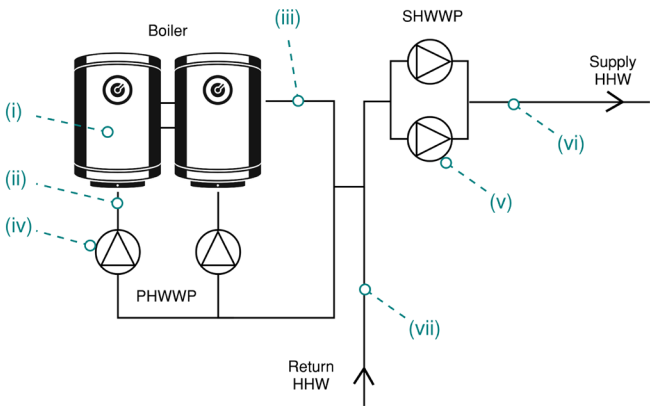 (iii)
SHWWP
Boiler
Supply
HHW
(i)
(vi)
(ii)
(v)
(iv)
PHWWP
(vii)
Return
HHW